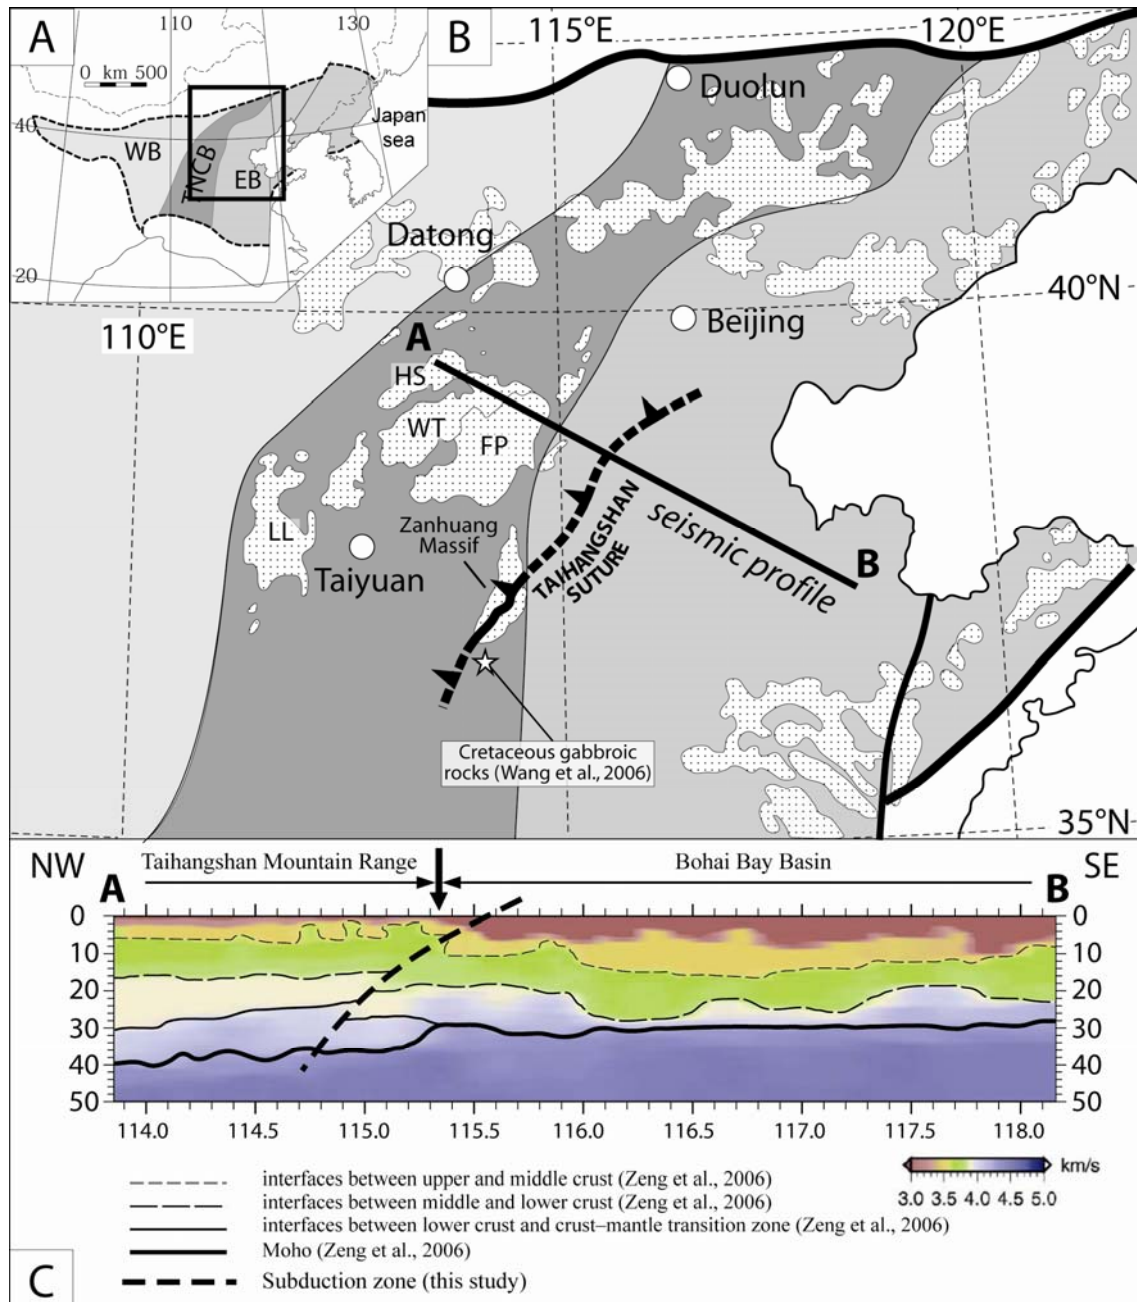 A
110
130
0 km 500
40
WB
TNCB
EB
Japan
sea
20
B
115°E
120°E
Duolun
Datong
40°N
110°E
Beijing
A
HS
WT
FP
LL
Zanhuang
Massif
Taiyuan
TAIHANGSHAN
SUTURE
seismic profile
B
Cretaceous gabbroic
rocks (Wang et al., 2006)
35°N
NW
Taihangshan Mountain Range
Bohai Bay Basin
SE
A
B
0
10
20
30
40
50
0
10
20
30
40
50
114.0 114.5 115.0 115.5 116.0 116.5 117.0 117.5 118.0
interfaces between upper and middle crust (Zeng et al., 2006)
interfaces between middle and lower crust (Zeng et al., 2006)
interfaces between lower crust and crust–mantle transition zone (Zeng et al., 2006)
Moho (Zeng et al., 2006)
Subduction zone (this study)
km/s
3.0 3.5 4.0 4.5 5.0
C